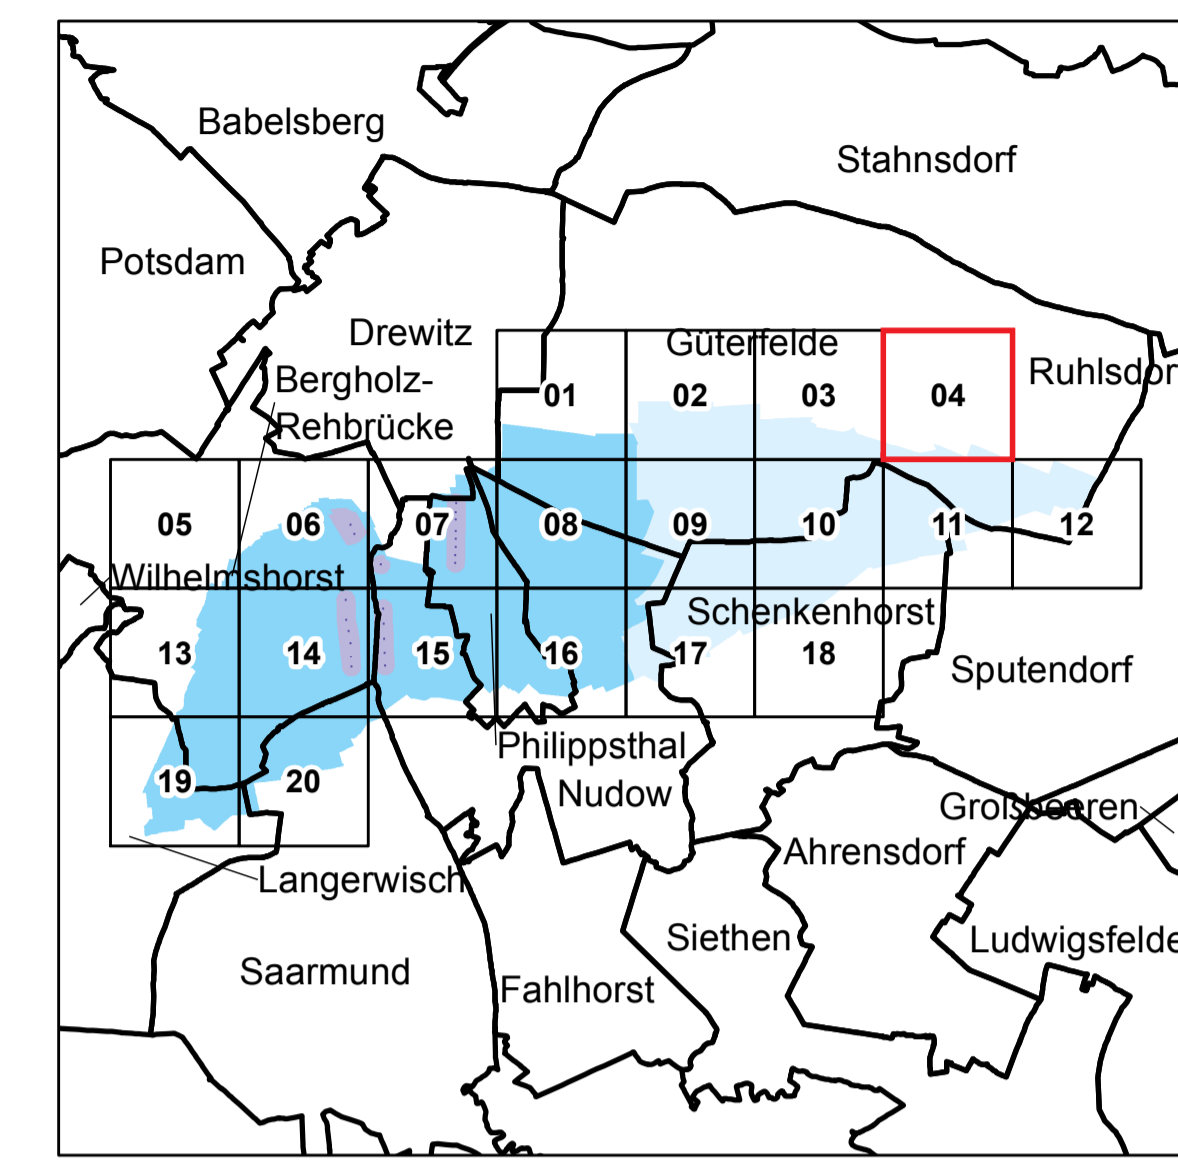 Babelsberg
Stahnsdorf
Potsdam
Drewitz
Güterfelde
Ruhlsdor
Bergholz-
Rehbrücke
01
02
03
04
05
06
07
08
09
10
11
12
Wilhelmshorst
Schenkenhorst
13
14
15
16
17
18
Sputendorf
Philippsthal
19
20
Nudow
Großbeeren
Ahrensdorf
Langerwisch
Siethen
Ludwigsfelde
Saarmund
Fahlhorst